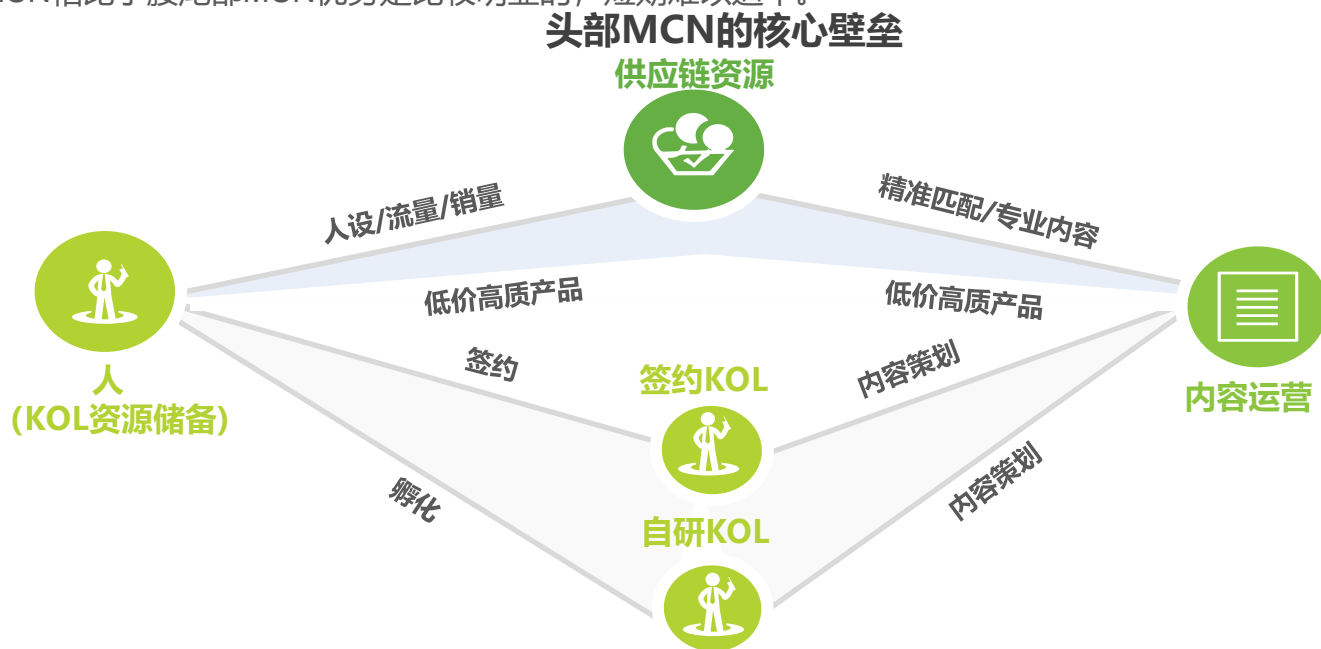 头部MCN的核心壁垒
供应链资源
人设/流量/销量
精准匹配/专业内容
低价高质产品
低价高质产品
签约
签约KOL
内容策划
人
(KOL资源储备)
内容运营
孵化
内容策划
自研KOL